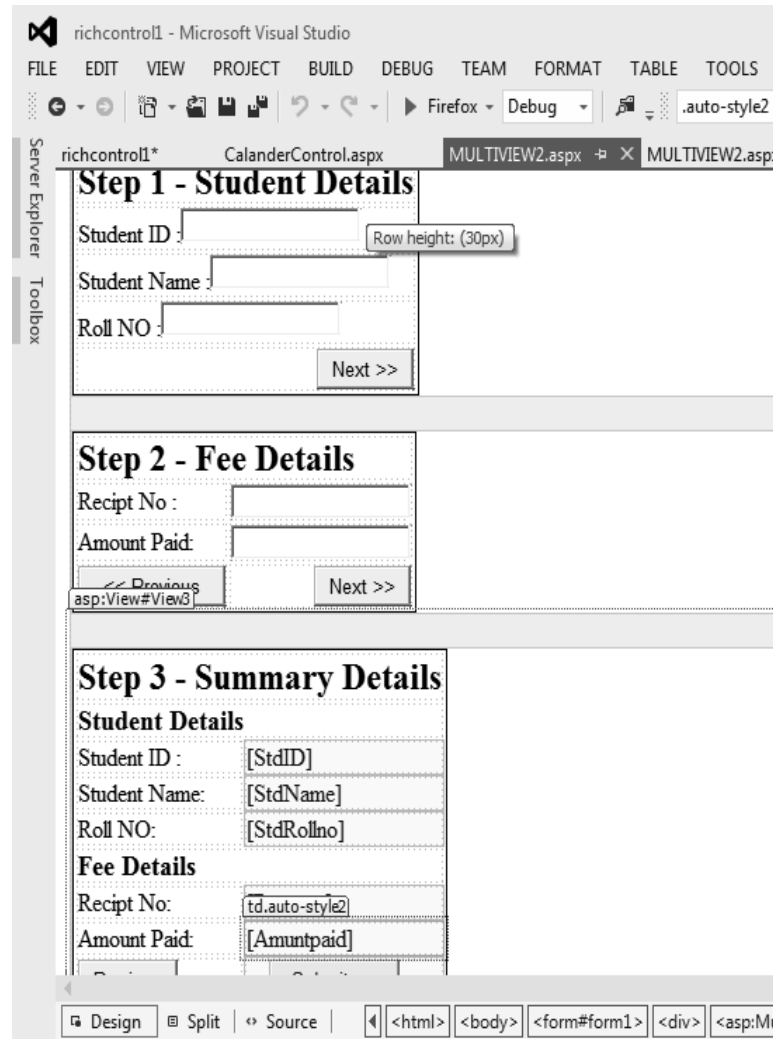 richcontrol1 - Microsoft Visual Studio
FILE EDIT VIEW PROJECT BUILD DEBUG TEAM FORMAT TABLE TOOLS
Firefox Debug .auto-style2
Server Explorer
Toolbox
richcontrol1* CalanderControl.aspx MULTIVIEW2.aspx MULTIVIEW2.asp
Step 1 - Student Details
Student ID :
Row height: (30px)
Student Name :
Roll NO :
Next >>
Step 2 - Fee Details
Recipt No :
Amount Paid:
<< Previous Next >>
asp:View#View3
Step 3 - Summary Details
Student Details
Student ID : [StdID]
Student Name: [StdName]
Roll NO: [StdRollno]
Fee Details
Recipt No:
td.auto-style2
Amount Paid: [Amuntpaid]
Design Split Source <html> <body> <form#form1> <div> <asp:Mu